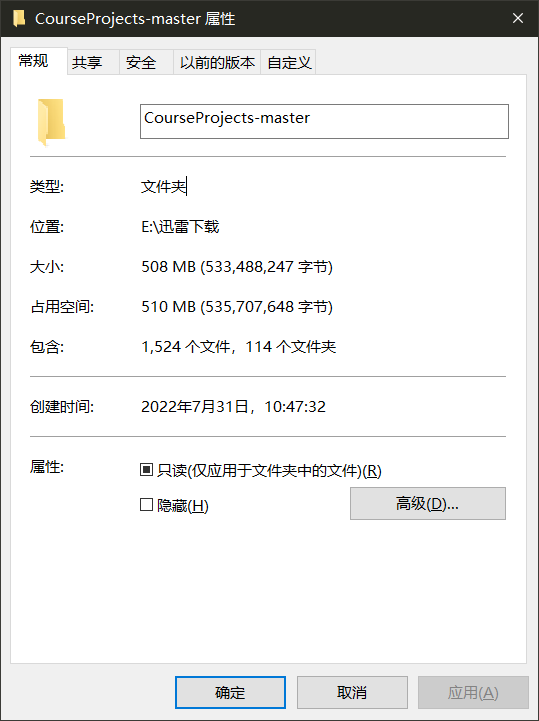 CourseProjects-master 属性
常规 共享 安全 以前的版本 自定义
CourseProjects-master
类型: 文件夹
位置: E:\迅雷下载
大小: 508 MB (533,488,247 字节)
占用空间: 510 MB (535,707,648 字节)
包含: 1,524 个文件，114 个文件夹
创建时间: 2022年7月31日，10:47:32
属性: 只读(仅应用于文件夹中的文件)(R)
隐藏(H) 高级(D)...
确定 取消 应用(A)